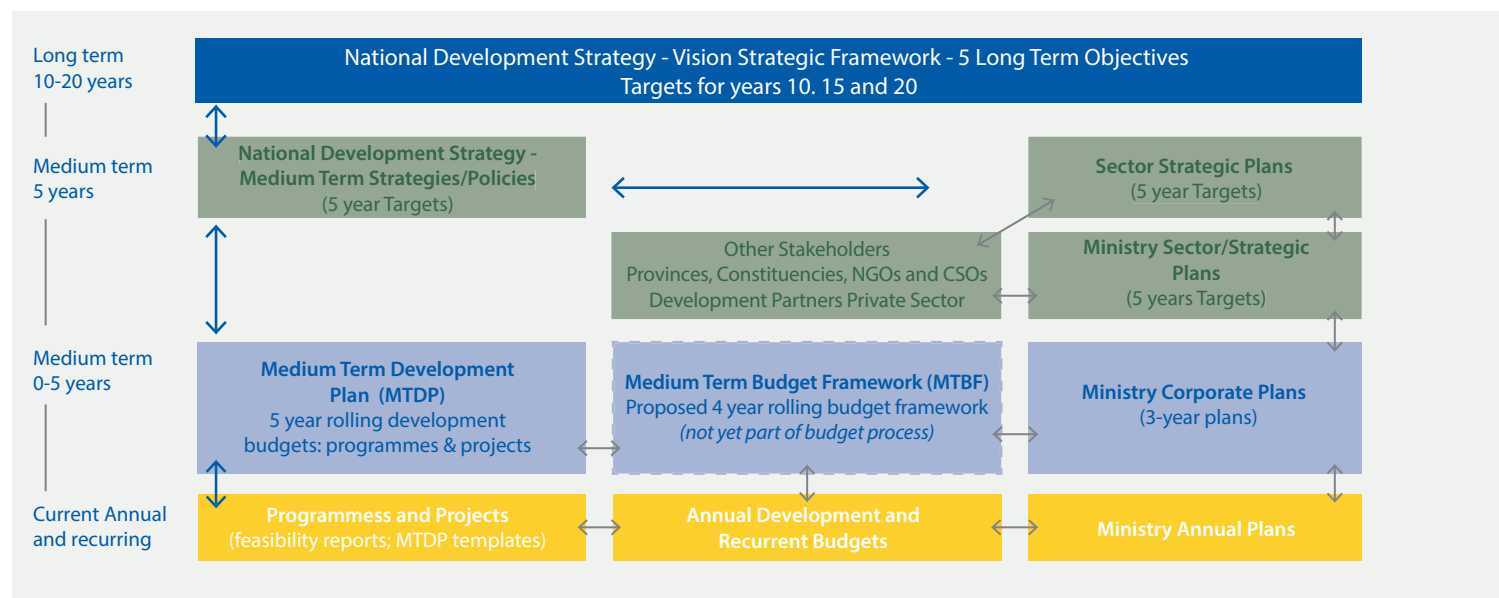 Long term
10-20 years
National Development Strategy - Vision Strategic Framework - 5 Long Term Objectives
Targets for years 10. 15 and 20
Medium term
5 years
National Development Strategy -
Medium Term Strategies/Policies
(5 year Targets)
Sector Strategic Plans
(5 year Targets)
Other Stakeholders
Provinces, Constituencies, NGOs and CSOs
Development Partners Private Sector
Ministry Sector/Strategic
Plans
(5 years Targets)
Medium term
0-5 years
Medium Term Development
Plan (MTDP)
5 year rolling development
budgets: programmes & projects
Medium Term Budget Framework (MTBF)
Proposed 4 year rolling budget framework
(not yet part of budget process)
Ministry Corporate Plans
(3-year plans)
Current Annual
and recurring
Programmess and Projects
(feasibility reports; MTDP templates)
Annual Development and
Recurrent Budgets
Ministry Annual Plans